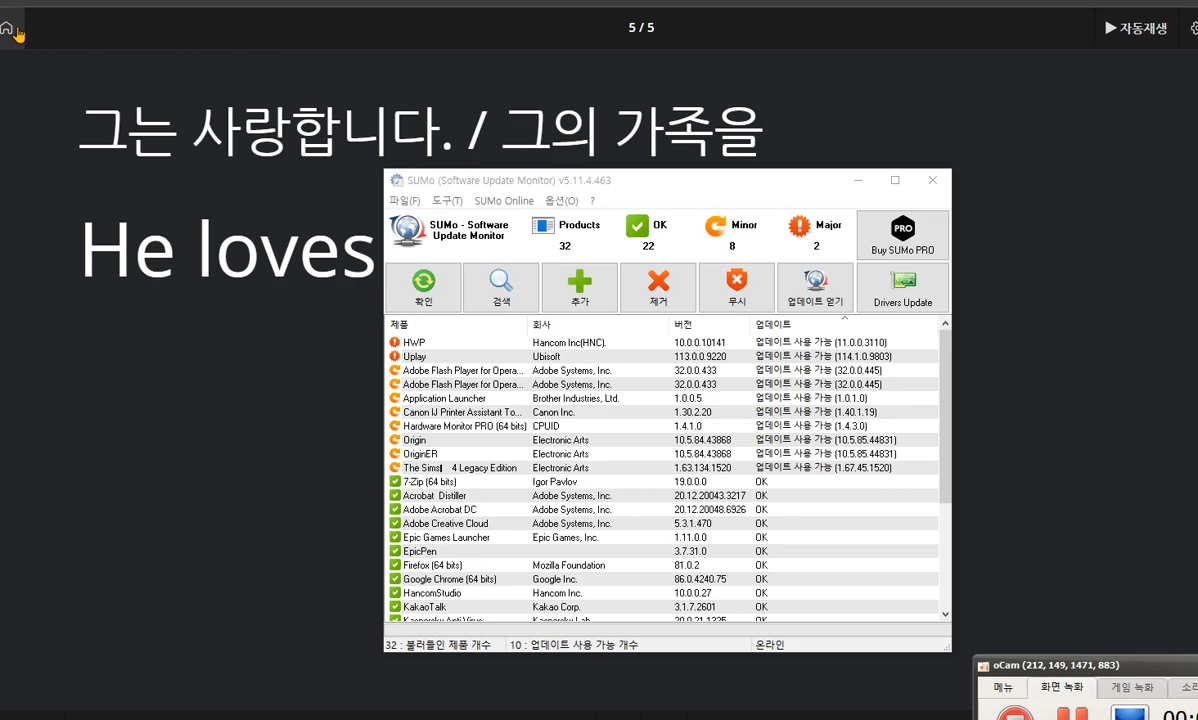 5 / 5
▶ 자동재생
그는 사랑합니다. / 그의 가족을
He loves
SUMo (Software Update Monitor) v5.11.4.463
파일(F) 도구(T) SUMo Online 옵션(O) ?
SUMo - Software Update Monitor
Products 32
OK 22
Minor 8
Major 2
PRO Buy SUMo PRO
확인 검색 추가 제거 무시 업데이트 얻기 Drivers Update
제품 회사 버전 업데이트
HWP Hancom Inc(HNC). 10.0.0.10141 업데이트 사용 가능 (11.0.0.3110)
Uplay Ubisoft 113.0.0.9220 업데이트 사용 가능 (114.1.0.9803)
Adobe Flash Player for Opera... Adobe Systems, Inc. 32.0.0.433 업데이트 사용 가능 (32.0.0.445)
Adobe Flash Player for Opera... Adobe Systems, Inc. 32.0.0.433 업데이트 사용 가능 (32.0.0.445)
Application Launcher Brother Industries, Ltd. 1.0.0.5 업데이트 사용 가능 (1.0.1.0)
Canon IJ Printer Assistant To... Canon Inc. 1.30.2.20 업데이트 사용 가능 (1.40.1.19)
Hardware Monitor PRO (64 bits) CPUID 1.4.1.0 업데이트 사용 가능 (1.4.3.0)
Origin Electronic Arts 10.5.84.43868 업데이트 사용 가능 (10.5.85.44831)
OriginER Electronic Arts 10.5.84.43868 업데이트 사용 가능 (10.5.85.44831)
The Sims 4 Legacy Edition Electronic Arts 1.63.134.1520 업데이트 사용 가능 (1.67.45.1520)
7-Zip (64 bits) Igor Pavlov 19.0.0.0 OK
Acrobat Distiller Adobe Systems, Inc. 20.12.20043.3217 OK
Adobe Acrobat DC Adobe Systems, Inc. 20.12.20048.6926 OK
Adobe Creative Cloud Adobe Systems, Inc. 5.3.1.470 OK
Epic Games Launcher Epic Games, Inc. 1.11.0.0 OK
EpicPen 3.7.31.0 OK
Firefox (64 bits) Mozilla Foundation 81.0.2 OK
Google Chrome (64 bits) Google Inc. 86.0.4240.75 OK
HancomStudio Hancom Inc. 10.0.0.27 OK
KakaoTalk Kakao Corp. 3.1.7.2601 OK
Kaspersky Anti-Virus Kaspersky Lab 20.0.21.1325 OK
32 : 불러들인 제품 개수 10 : 업데이트 사용 가능 개수 온라인
oCam (212, 149, 1471, 883)
메뉴 화면 녹화 게임 녹화 소리